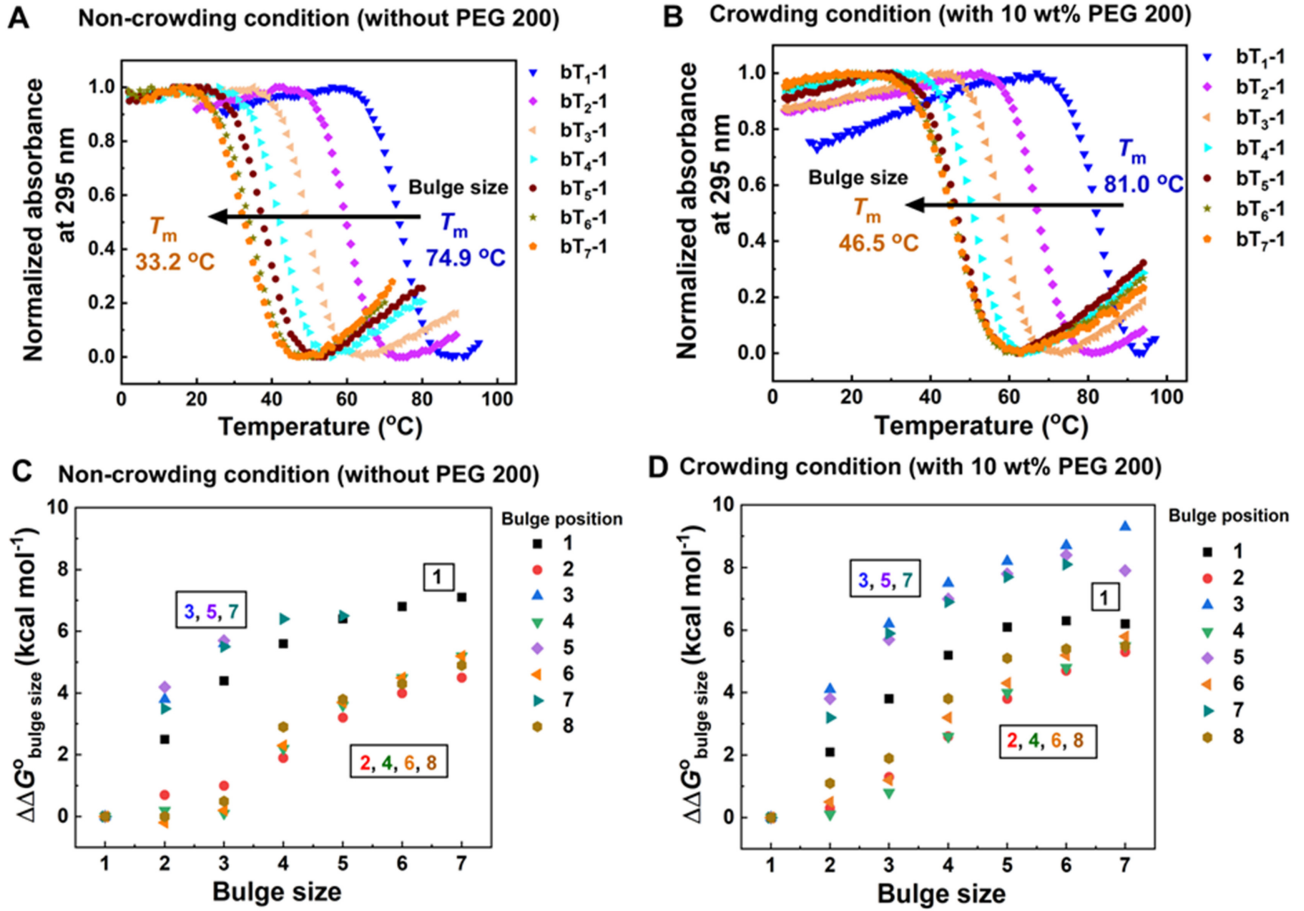 A Non-crowding condition (without PEG 200)
Normalized absorbance
at 295 nm
1.0
0.8
0.6
0.4
0.2
0.0
0 20 40 60 80 100
Temperature (°C)
Bulge size
Tm
33.2 °C
Tm
74.9 °C
bT1-1
bT2-1
bT3-1
bT4-1
bT5-1
bT6-1
bT7-1
B Crowding condition (with 10 wt% PEG 200)
Normalized absorbance
at 295 nm
1.0
0.8
0.6
0.4
0.2
0.0
0 20 40 60 80 100
Temperature (°C)
Tm
81.0 °C
Bulge size
Tm
46.5 °C
bT1-1
bT2-1
bT3-1
bT4-1
bT5-1
bT6-1
bT7-1
C Non-crowding condition (without PEG 200)
ΔΔG°bulge size (kcal mol-1)
10
8
6
4
2
0
1 2 3 4 5 6 7
Bulge size
3, 5, 7
1
2, 4, 6, 8
Bulge position
1
2
3
4
5
6
7
8
D Crowding condition (with 10 wt% PEG 200)
ΔΔG°bulge size (kcal mol-1)
10
8
6
4
2
0
1 2 3 4 5 6 7
Bulge size
3, 5, 7
1
2, 4, 6, 8
Bulge position
1
2
3
4
5
6
7
8